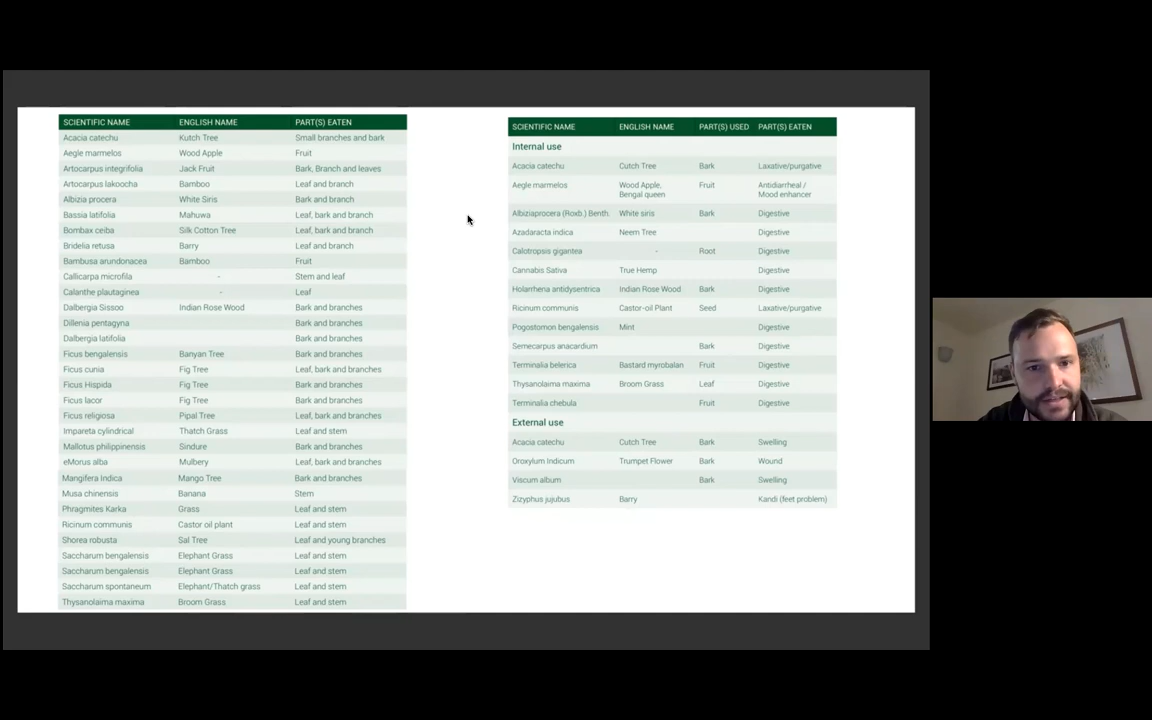 SCIENTIFIC NAME ENGLISH NAME PART(S) EATEN
Acacia catechu Kutch Tree Small branches and bark
Aegle marmelos Wood Apple Fruit
Artocarpus integrifolia Jack Fruit Bark, Branch and leaves
Artocarpus lakoocha Bamboo Leaf and branch
Albizia procera White Siris Bark and branch
Bassia latifolia Mahuwa Leaf, bark and branch
Bombax ceiba Silk Cotton Tree Leaf, bark and branch
Bridelia retusa Barry Leaf and branch
Bambusa arundonacea Bamboo Fruit
Callicarpa microfila - Stem and leaf
Calanthe plautaginea - Leaf
Dalbergia Sissoo Indian Rose Wood Bark and branches
Dillenia pentagyna Bark and branches
Dalbergia latifolia Bark and branches
Ficus bengalensis Banyan Tree Bark and branches
Ficus cunia Fig Tree Leaf, bark and branches
Ficus Hispida Fig Tree Bark and branches
Ficus lacor Fig Tree Bark and branches
Ficus religiosa Pipal Tree Leaf, bark and branches
Impareta cylindrical Thatch Grass Leaf and stem
Mallotus philippinensis Sindure Bark and branches
eMorus alba Mulbery Leaf, bark and branches
Mangifera Indica Mango Tree Bark and branches
Musa chinensis Banana Stem
Phragmites Karka Grass Leaf and stem
Ricinum communis Castor oil plant Leaf and stem
Shorea robusta Sal Tree Leaf and young branches
Saccharum bengalensis Elephant Grass Leaf and stem
Saccharum bengalensis Elephant Grass Leaf and stem
Saccharum spontaneum Elephant/Thatch grass Leaf and stem
Thysanolaima maxima Broom Grass Leaf and stem
SCIENTIFIC NAME ENGLISH NAME PART(S) USED PART(S) EATEN
Internal use
Acacia catechu Cutch Tree Bark Laxative/purgative
Aegle marmelos Wood Apple, Fruit Antidiarrheal /
Bengal queen Mood enhancer
Albiziaprocera (Roxb.) Benth. White siris Bark Digestive
Azadaracta indica Neem Tree Digestive
Calotropsis gigantea - Root Digestive
Cannabis Sativa True Hemp Digestive
Holarrheria antidysentrica Indian Rose Wood Bark Digestive
Ricinum communis Castor-oil Plant Seed Laxative/purgative
Pogostomon bengalensis Mint Digestive
Semecarpus anacardium Bark Digestive
Terminalia belerica Bastard myrobalan Fruit Digestive
Thysanolaima maxima Broom Grass Leaf Digestive
Terminalia chebula Fruit Digestive
External use
Acacia catechu Cutch Tree Bark Swelling
Oroxylum Indicum Trumpet Flower Bark Wound
Viscum album Bark Swelling
Zizyphus jujubus Barry Kandi (feet problem)